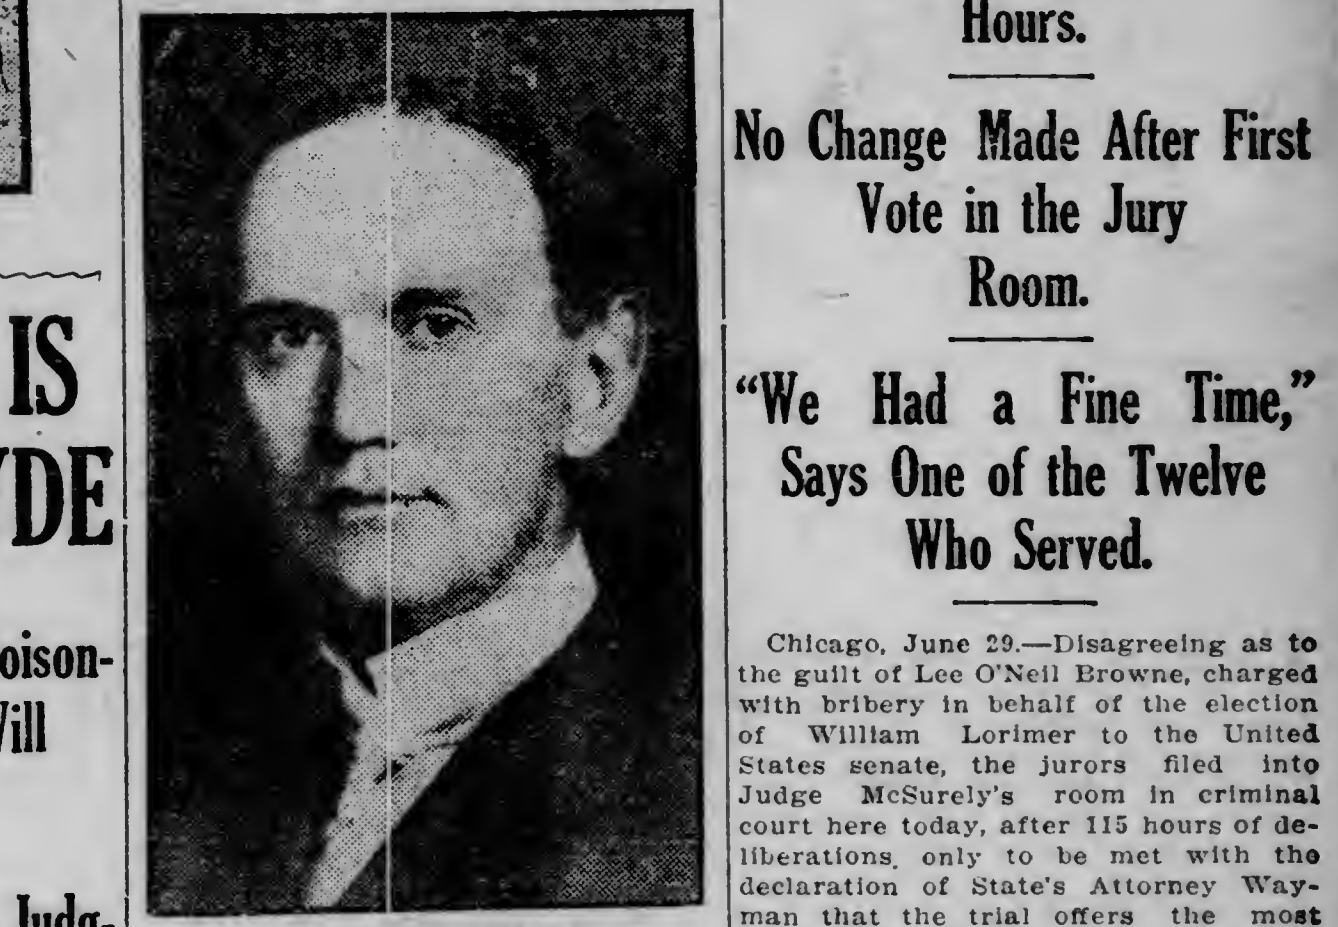 IS
YDE
oison-
Will
Judg-
Hours.
No Change Made After First
Vote in the Jury
Room.
“We Had a Fine Time,”
Says One of the Twelve
Who Served.
Chicago, June 29.—Disagreeing as to
the guilt of Lee O'Neil Browne, charged
with bribery in behalf of the election
of William Lorimer to the United
States senate, the jurors filed into
Judge McSurely's room in criminal
court here today, after 115 hours of de-
liberations, only to be met with the
declaration of State's Attorney Way-
man that the trial offers the most